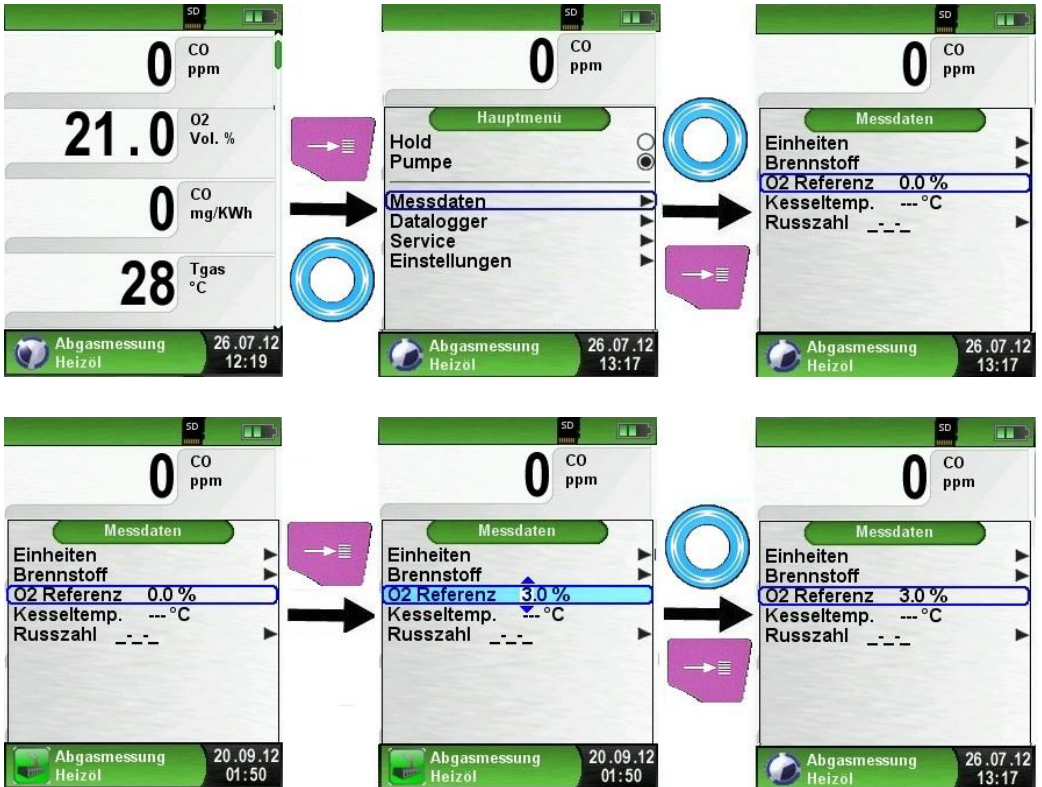 SD
0 CO
ppm
21.0 O2
Vol. %
0 CO
mg/KWh
28 Tgas
°C
Abgasmessung 26.07.12
Heizöl 12:19
SD
0 CO
ppm
Hauptmenü
Hold
Pumpe
Messdaten
Datalogger
Service
Einstellungen
Abgasmessung 26.07.12
Heizöl 13:17
SD
0 CO
ppm
Messdaten
Einheiten
Brennstoff
O2 Referenz 0.0 %
Kesseltemp. --- °C
Russzahl _-_-_
Abgasmessung 26.07.12
Heizöl 13:17
SD
0 CO
ppm
Messdaten
Einheiten
Brennstoff
O2 Referenz 0.0 %
Kesseltemp. --- °C
Russzahl _-_-_
Abgasmessung 20.09.12
Heizöl 01:50
SD
0 CO
ppm
Messdaten
Einheiten
Brennstoff
O2 Referenz 3.0 %
Kesseltemp. --- °C
Russzahl _-_-_
Abgasmessung 20.09.12
Heizöl 01:50
SD
0 CO
ppm
Messdaten
Einheiten
Brennstoff
O2 Referenz 3.0 %
Kesseltemp. --- °C
Russzahl _-_-_
Abgasmessung 26.07.12
Heizöl 13:17